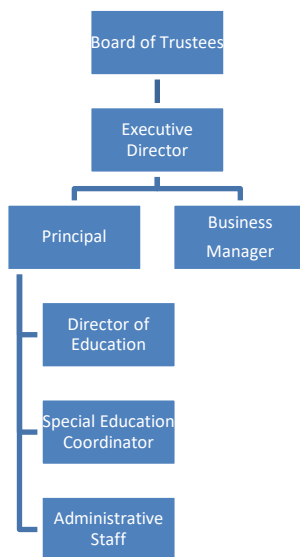 Board of Trustees
Executive
Director
Principal
Business
Manager
Director of
Education
Special Education
Coordinator
Administrative
Staff